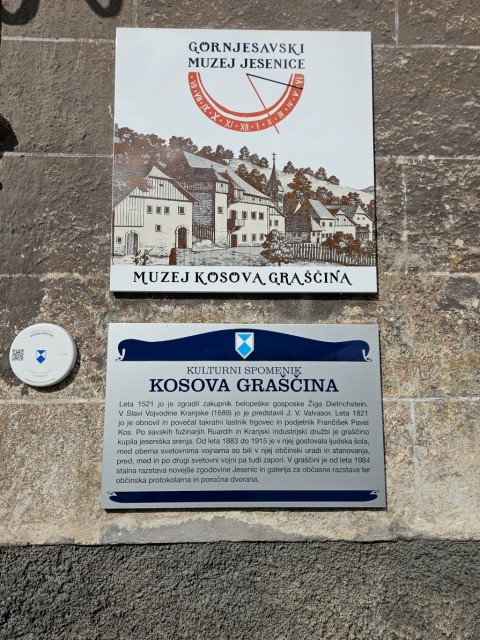 GORNJESAVSKI
MUZEJ JESENICE
MUZEJ KOSOVA GRAŠČINA
KULTURNI SPOMENIK
KOSOVA GRAŠČINA
Leta 1521 jo je zgradil zakupnik belopeške gosposke Žiga Dietrichstein.
V Slavi Vojvodine Kranjske (1689) jo je predstavil J. V. Valvasor. Leta 1821
jo je obnovil in povečal takratni lastnik trgovec in podjetnik Frančišek Pavel
Kos. Po savskih fužinarjih Ruardih in Kranjski industrijski družbi je graščino
kupila jeseniška srenja. Od leta 1883 do 1915 je v njej gostovala ljudska šola,
med obema svetovnima vojnama so bili v njej občinski uradi in stanovanja,
pred, med in po drugi svetovni vojni pa tudi zapori. V graščini je od leta 1984
stalna razstava novejše zgodovine Jesenic in galerija za občasne razstave ter
občinska protokolarna in poročna dvorana.